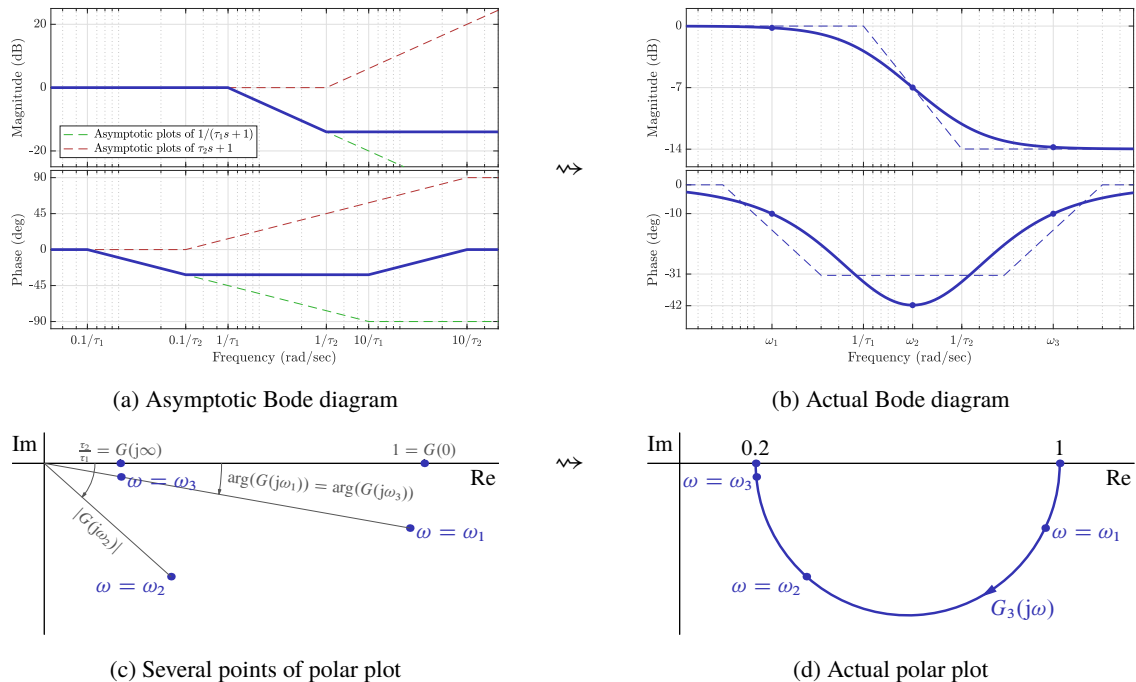 20
0
-20
Magnitude (dB)
Asymptotic plots of 1/(τ₁s + 1)
Asymptotic plots of τ₂s + 1
90
45
0
-45
-90
Phase (deg)
0.1/τ₁ 0.1/τ₂ 1/τ₁ 1/τ₂ 10/τ₁ 10/τ₂
Frequency (rad/sec)
(a) Asymptotic Bode diagram
⇝
0
-7
-14
Magnitude (dB)
0
-10
-31
-42
Phase (deg)
ω₁ 1/τ₁ ω₂ 1/τ₂ ω₃
Frequency (rad/sec)
(b) Actual Bode diagram
Im
τ₂/τ₁ = G(j∞)
1 = G(0)
Re
ω = ω₃
arg(G(jω₁)) = arg(G(jω₃))
|G(jω₂)|
ω = ω₁
ω = ω₂
(c) Several points of polar plot
⇝
Im
0.2
1
Re
ω = ω₃
ω = ω₁
ω = ω₂
G₃(jω)
(d) Actual polar plot